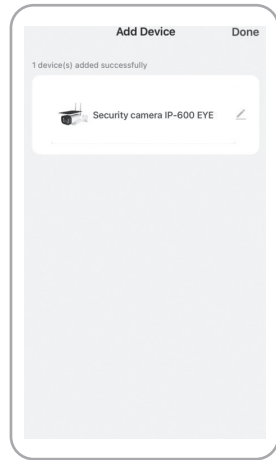 Add Device Done
1 device(s) added successfully
Security camera IP-600 EYE